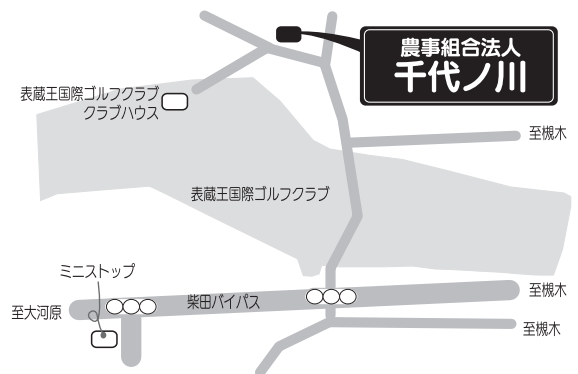 農事組合法人
千代ノ川
表蔵王国際ゴルフクラブ
クラブハウス
至槻木
表蔵王国際ゴルフクラブ
ミニストップ
至大河原
柴田バイパス
至槻木
至槻木